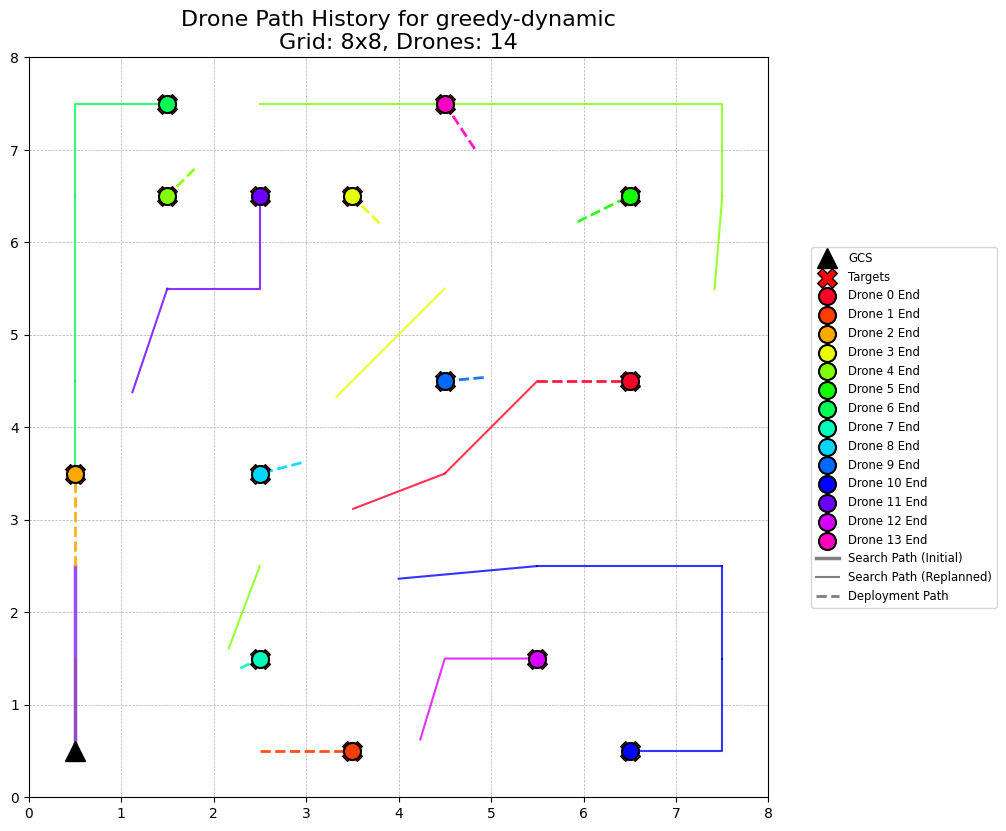 Drone Path History for greedy-dynamic
Grid: 8x8, Drones: 14
8
7
6
5
4
3
2
1
0
0 1 2 3 4 5 6 7 8
GCS
Targets
Drone 0 End
Drone 1 End
Drone 2 End
Drone 3 End
Drone 4 End
Drone 5 End
Drone 6 End
Drone 7 End
Drone 8 End
Drone 9 End
Drone 10 End
Drone 11 End
Drone 12 End
Drone 13 End
Search Path (Initial)
Search Path (Replanned)
Deployment Path